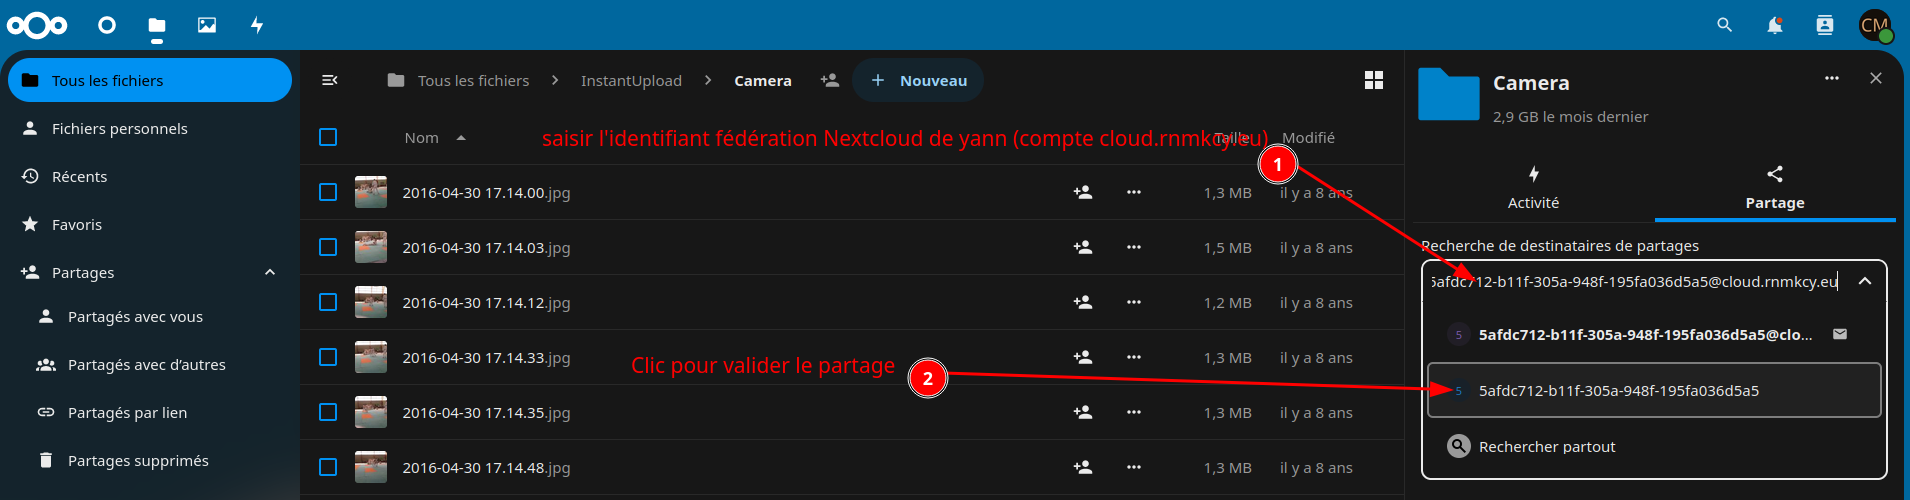 CM
Tous les fichiers
Fichiers personnels
Récents
Favoris
Partages
Partagés avec vous
Partagés avec d’autres
Partagés par lien
Partages supprimés
Tous les fichiers
InstantUpload
Camera
+ Nouveau
Nom
Taille
Modifié
saisir l'identifiant fédération Nextcloud de yann (compte cloud.rnmkcy.eu)
1
2016-04-30 17.14.00.jpg 1,3 MB il y a 8 ans
2016-04-30 17.14.03.jpg 1,5 MB il y a 8 ans
2016-04-30 17.14.12.jpg 1,2 MB il y a 8 ans
2016-04-30 17.14.33.jpg 1,3 MB il y a 8 ans
Clic pour valider le partage
2
2016-04-30 17.14.35.jpg 1,3 MB il y a 8 ans
2016-04-30 17.14.48.jpg 1,3 MB il y a 8 ans
Camera
2,9 GB le mois dernier
Activité
Partage
Recherche de destinataires de partages
5afdc712-b11f-305a-948f-195fa036d5a5@cloud.rnmkcy.eu
5 5afdc712-b11f-305a-948f-195fa036d5a5@clo...
5 5afdc712-b11f-305a-948f-195fa036d5a5
Rechercher partout